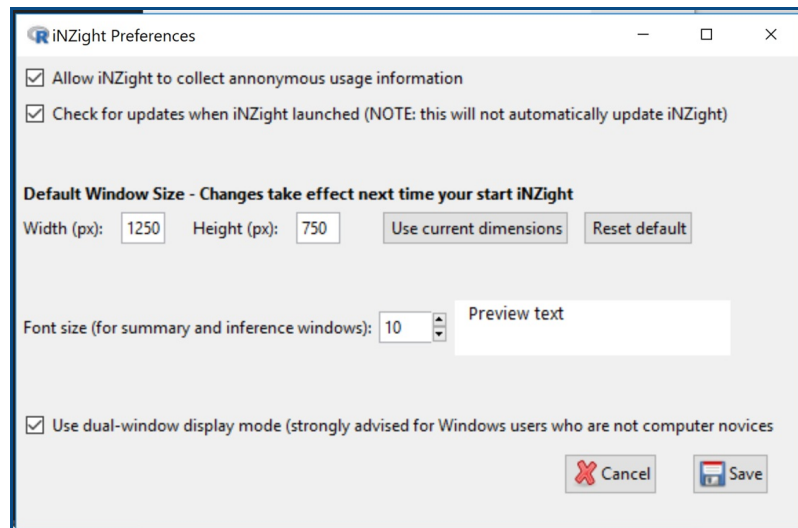 iNZight Preferences
Allow iNZight to collect annonymous usage information
Check for updates when iNZight launched (NOTE: this will not automatically update iNZight)
Default Window Size - Changes take effect next time your start iNZight
Width (px): 1250 Height (px): 750 Use current dimensions Reset default
Font size (for summary and inference windows): 10 Preview text
Use dual-window display mode (strongly advised for Windows users who are not computer novices
Cancel Save